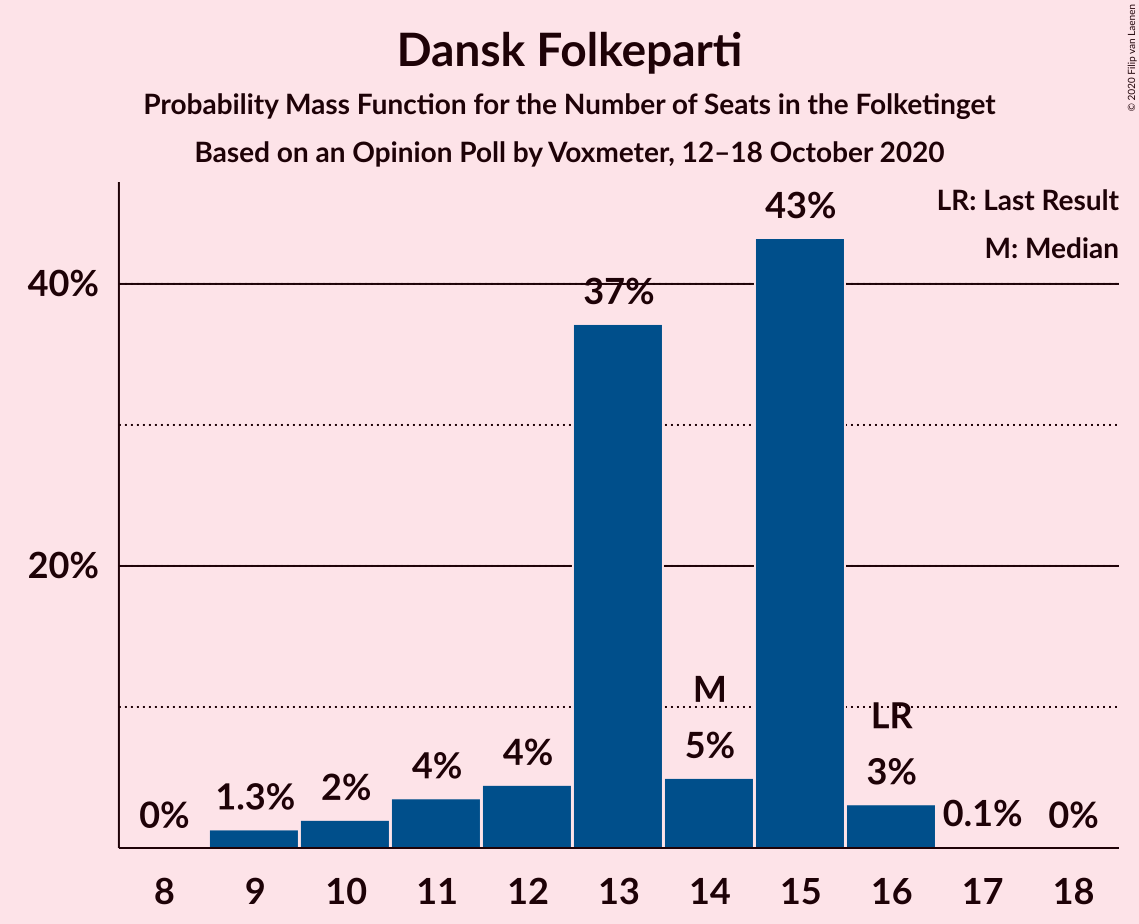 Dansk Folkeparti
Probability Mass Function for the Number of Seats in the Folketinget
Based on an Opinion Poll by Voxmeter, 12–18 October 2020
© 2020 Filip van Laenen
LR: Last Result
M: Median
40%
20%
0%
1.3%
2%
4%
4%
37%
M
5%
43%
LR
3%
0.1%
0%
8 9 10 11 12 13 14 15 16 17 18